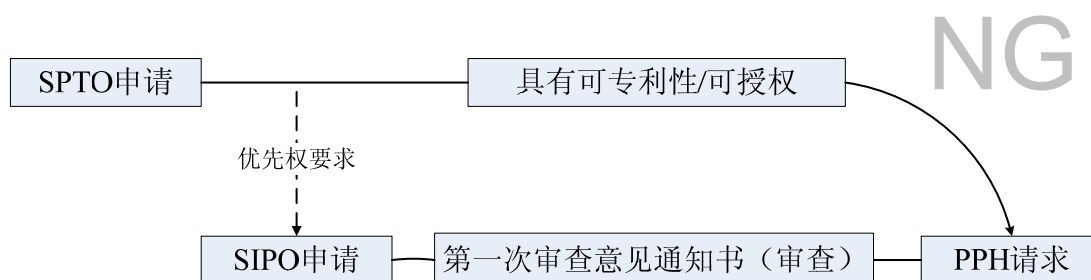 NG
SPTO申请
具有可专利性/可授权
优先权要求
SIPO申请
第一次审查意见通知书（审查）
PPH请求